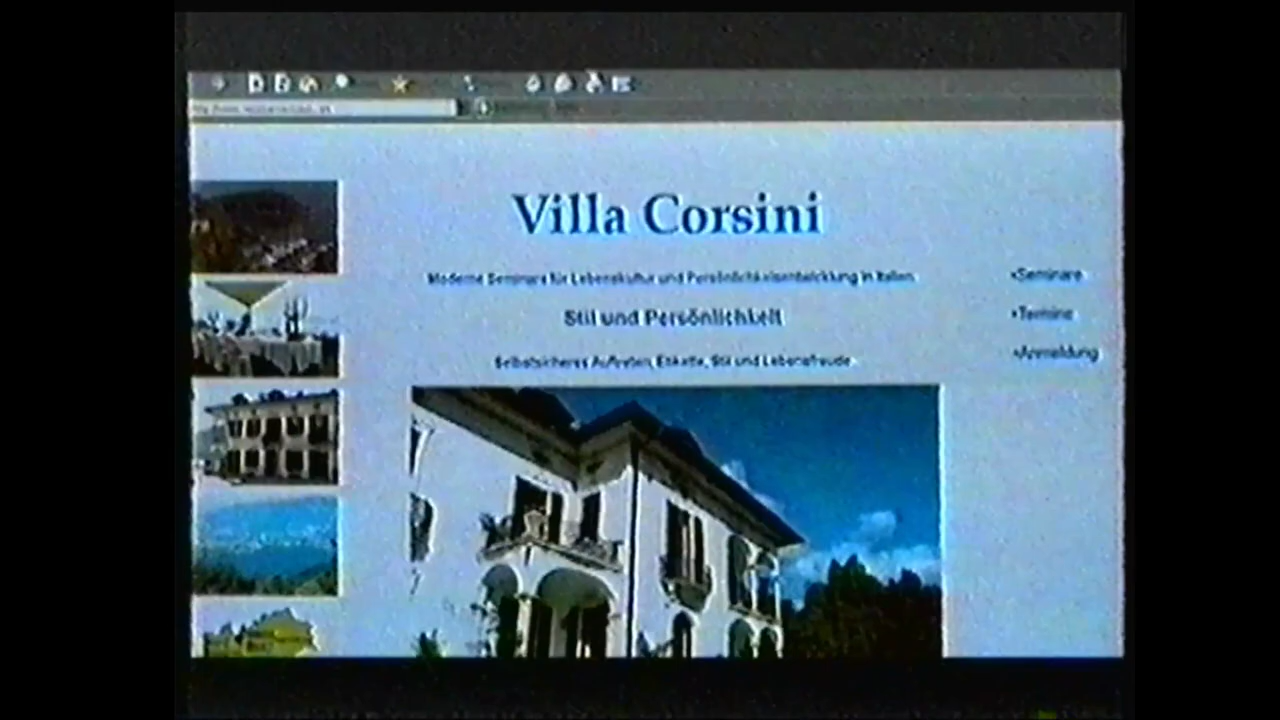 Villa Corsini
Moderne Seminare für Lebenskultur und Persönlichkeitsentwicklung in Italien
Stil und Persönlichkeit
Selbstsicheres Auftreten, Etikette, Stil und Lebensfreude
•Seminare
•Termine
•Anmeldung